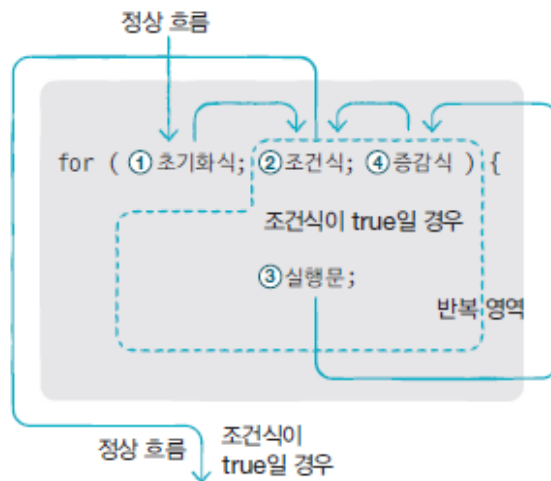 정상 흐름
for ( ① 초기화식; ② 조건식; ④ 증감식 ) {
조건식이 true일 경우
③ 실행문;
반복 영역
정상 흐름
조건식이
true일 경우